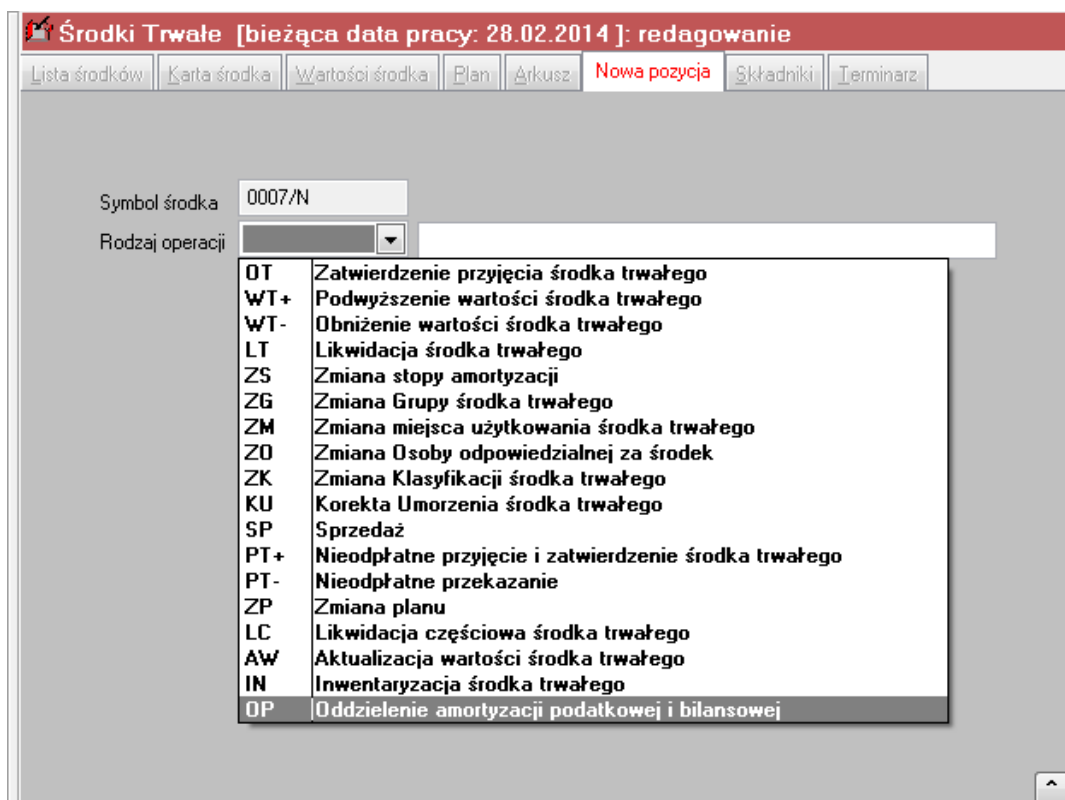 Środki Trwałe [bieżąca data pracy: 28.02.2014 ]: redagowanie
Lista środków Karta środka Wartości środka Plan Arkusz Nowa pozycja Składniki Terminarz
Symbol środka 0007/N
Rodzaj operacji
OT Zatwierdzenie przyjęcia środka trwałego
WT+ Podwyższenie wartości środka trwałego
WT- Obniżenie wartości środka trwałego
LT Likwidacja środka trwałego
ZS Zmiana stopy amortyzacji
ZG Zmiana Grupy środka trwałego
ZM Zmiana miejsca użytkowania środka trwałego
ZO Zmiana Osoby odpowiedzialnej za środek
ZK Zmiana Klasyfikacji środka trwałego
KU Korekta Umorzenia środka trwałego
SP Sprzedaż
PT+ Nieodpłatne przyjęcie i zatwierdzenie środka trwałego
PT- Nieodpłatne przekazanie
ZP Zmiana planu
LC Likwidacja częściowa środka trwałego
AW Aktualizacja wartości środka trwałego
IN Inwentaryzacja środka trwałego
OP Oddzielenie amortyzacji podatkowej i bilansowej